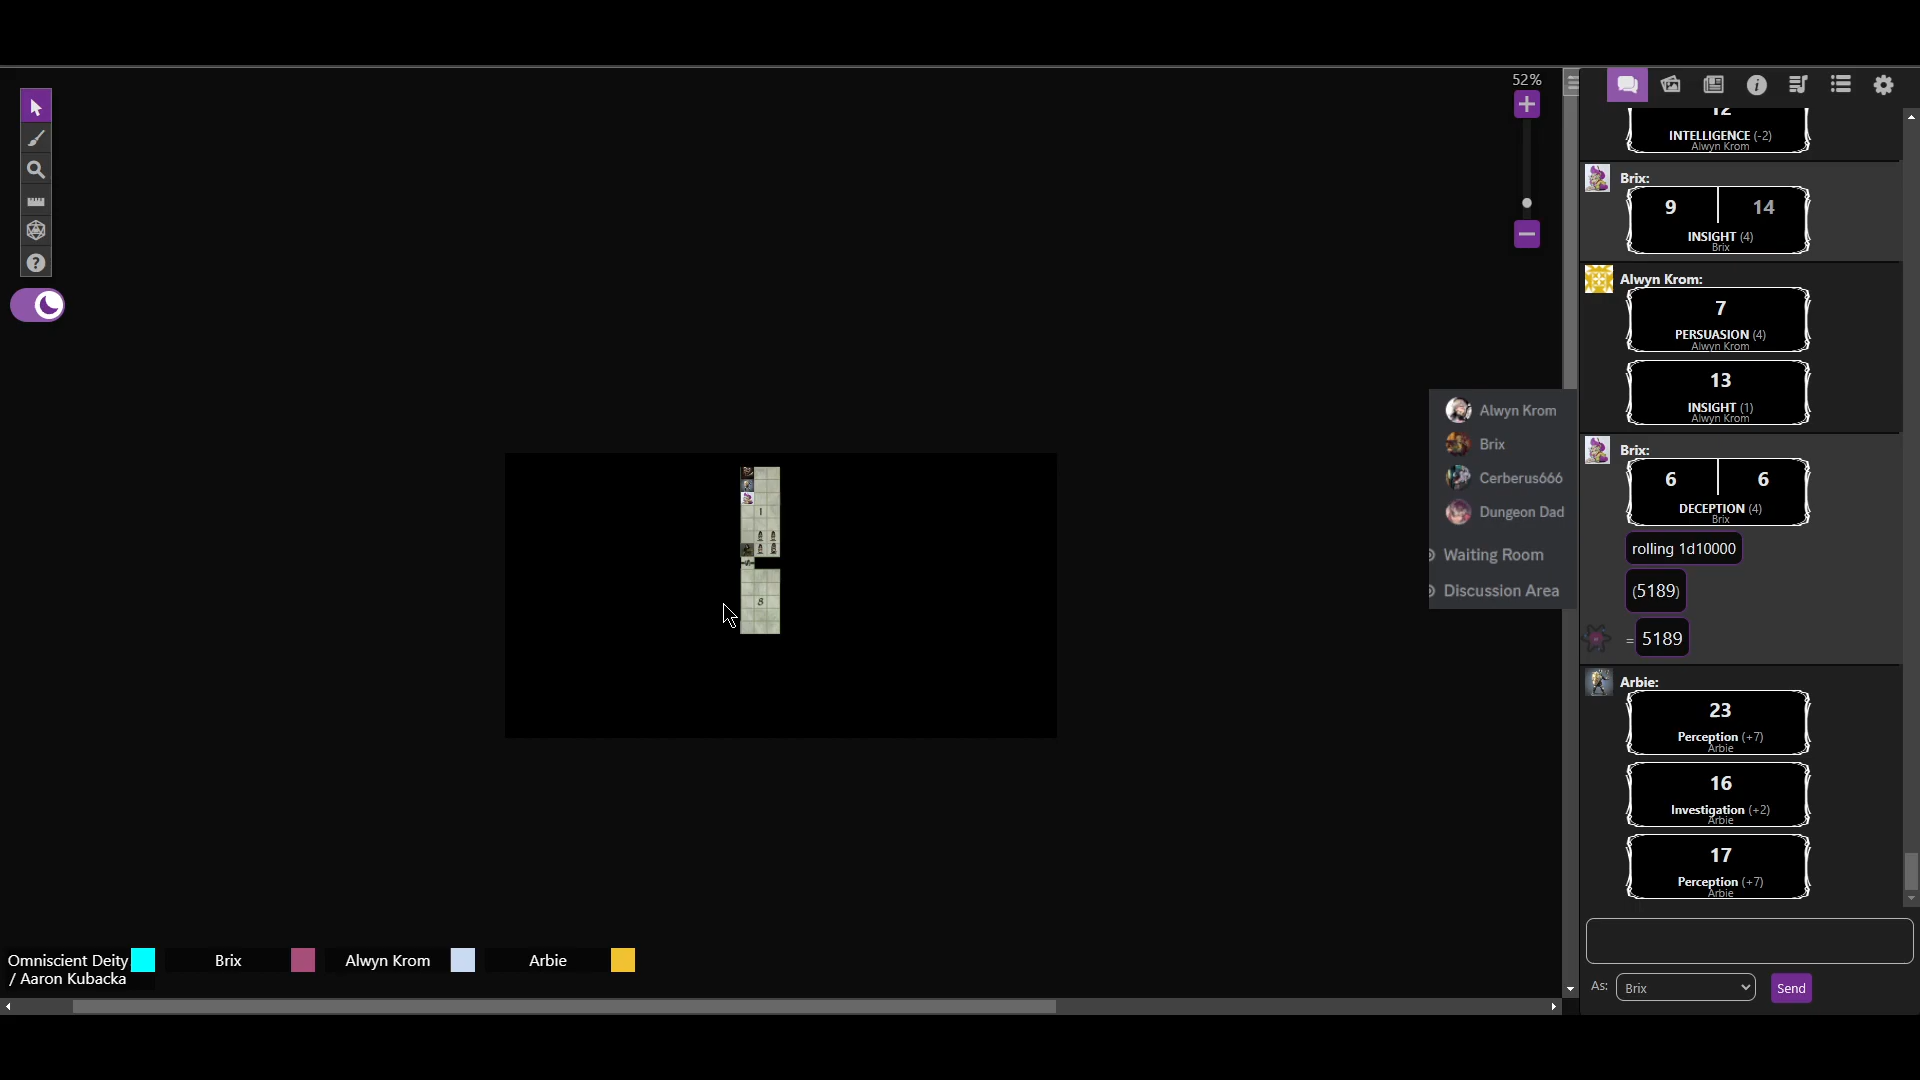 52%
12
INTELLIGENCE (-2)
Alwyn Krom
Brix:
9 14
INSIGHT (4)
Brix
Alwyn Krom:
7
PERSUASION (4)
Alwyn Krom
13
INSIGHT (1)
Alwyn Krom
Brix:
6 6
DECEPTION (4)
Brix
rolling 1d10000
(5189)
= 5189
Arbie:
23
Perception (+7)
Arbie
16
Investigation (+2)
Arbie
17
Perception (+7)
Arbie
Alwyn Krom
Brix
Cerberus666
Dungeon Dad
Waiting Room
Discussion Area
1
S
8
Omniscient Deity
/ Aaron Kubacka
Brix
Alwyn Krom
Arbie
As: Brix Send